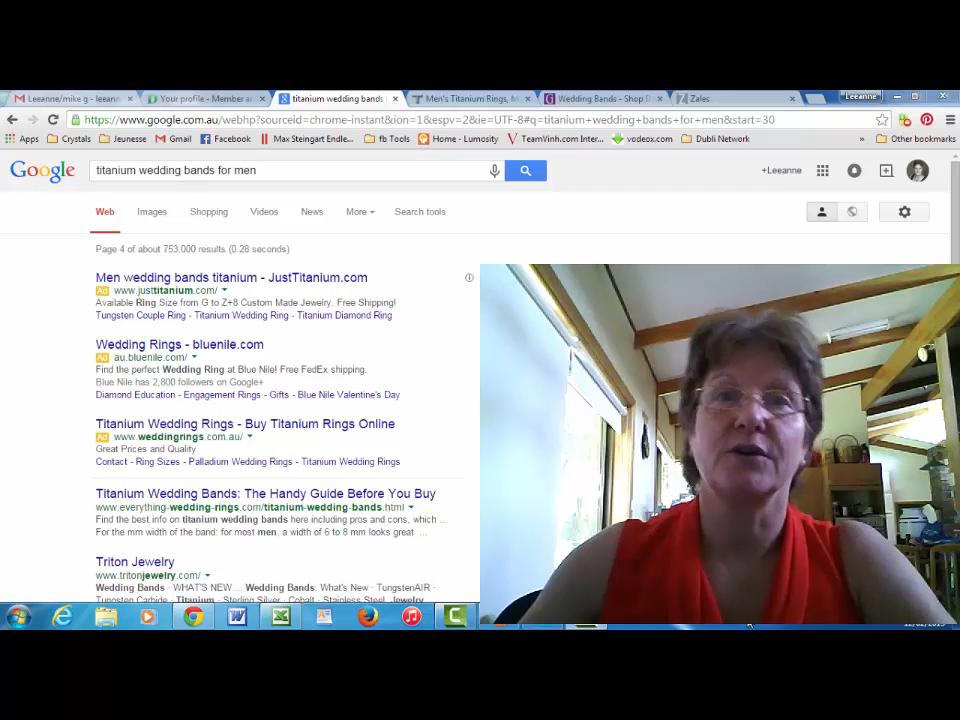 Leeanne/mike g - leeann
Your profile - Member a
titanium wedding bands
Men's Titanium Rings, M
Wedding Bands - Shop B
Zales
Leeanne
https://www.google.com.au/webhp?sourceid=chrome-instant&ion=1&espv=2&ie=UTF-8#q=titanium+wedding+bands+for+men&start=30
Apps
Crystals
Jeunesse
Gmail
Facebook
Max Steingart Endle...
fb Tools
Home - Lumosity
TeamVinh.com Inter...
vodeox.com
Dubli Network
»
Other bookmarks
Google
titanium wedding bands for men
+Leeanne
Web
Images
Shopping
Videos
News
More
Search tools
Page 4 of about 753,000 results (0.28 seconds)
Men wedding bands titanium - JustTitanium.com
Ad www.justtitanium.com/
Available Ring Size from G to Z+8 Custom Made Jewelry. Free Shipping!
Tungsten Couple Ring - Titanium Wedding Ring - Titanium Diamond Ring
Wedding Rings - bluenile.com
Ad au.bluenile.com/
Find the perfect Wedding Ring at Blue Nile! Free FedEx shipping.
Blue Nile has 2,800 followers on Google+
Diamond Education - Engagement Rings - Gifts - Blue Nile Valentine's Day
Titanium Wedding Rings - Buy Titanium Rings Online
Ad www.weddingrings.com.au/
Great Prices and Quality
Contact - Ring Sizes - Palladium Wedding Rings - Titanium Wedding Rings
Titanium Wedding Bands: The Handy Guide Before You Buy
www.everything-wedding-rings.com/titanium-wedding-bands.html
Find the best info on titanium wedding bands here including pros and cons, which ...
For the mm width of the band: for most men, a width of 6 to 8 mm looks great ...
Triton Jewelry
www.tritonjewelry.com/
Wedding Bands · WHAT'S NEW ... Wedding Bands: What's New · TungstenAIR ·
Tungsten Carbide · Titanium · Sterling Silver · Cobalt · Stainless Steel. Jewelry